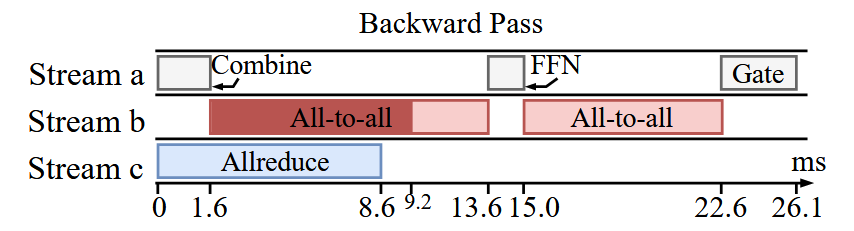 Backward Pass
Stream a Combine FFN Gate
Stream b All-to-all All-to-all
Stream c Allreduce ms
0 1.6 8.6 9.2 13.6 15.0 22.6 26.1